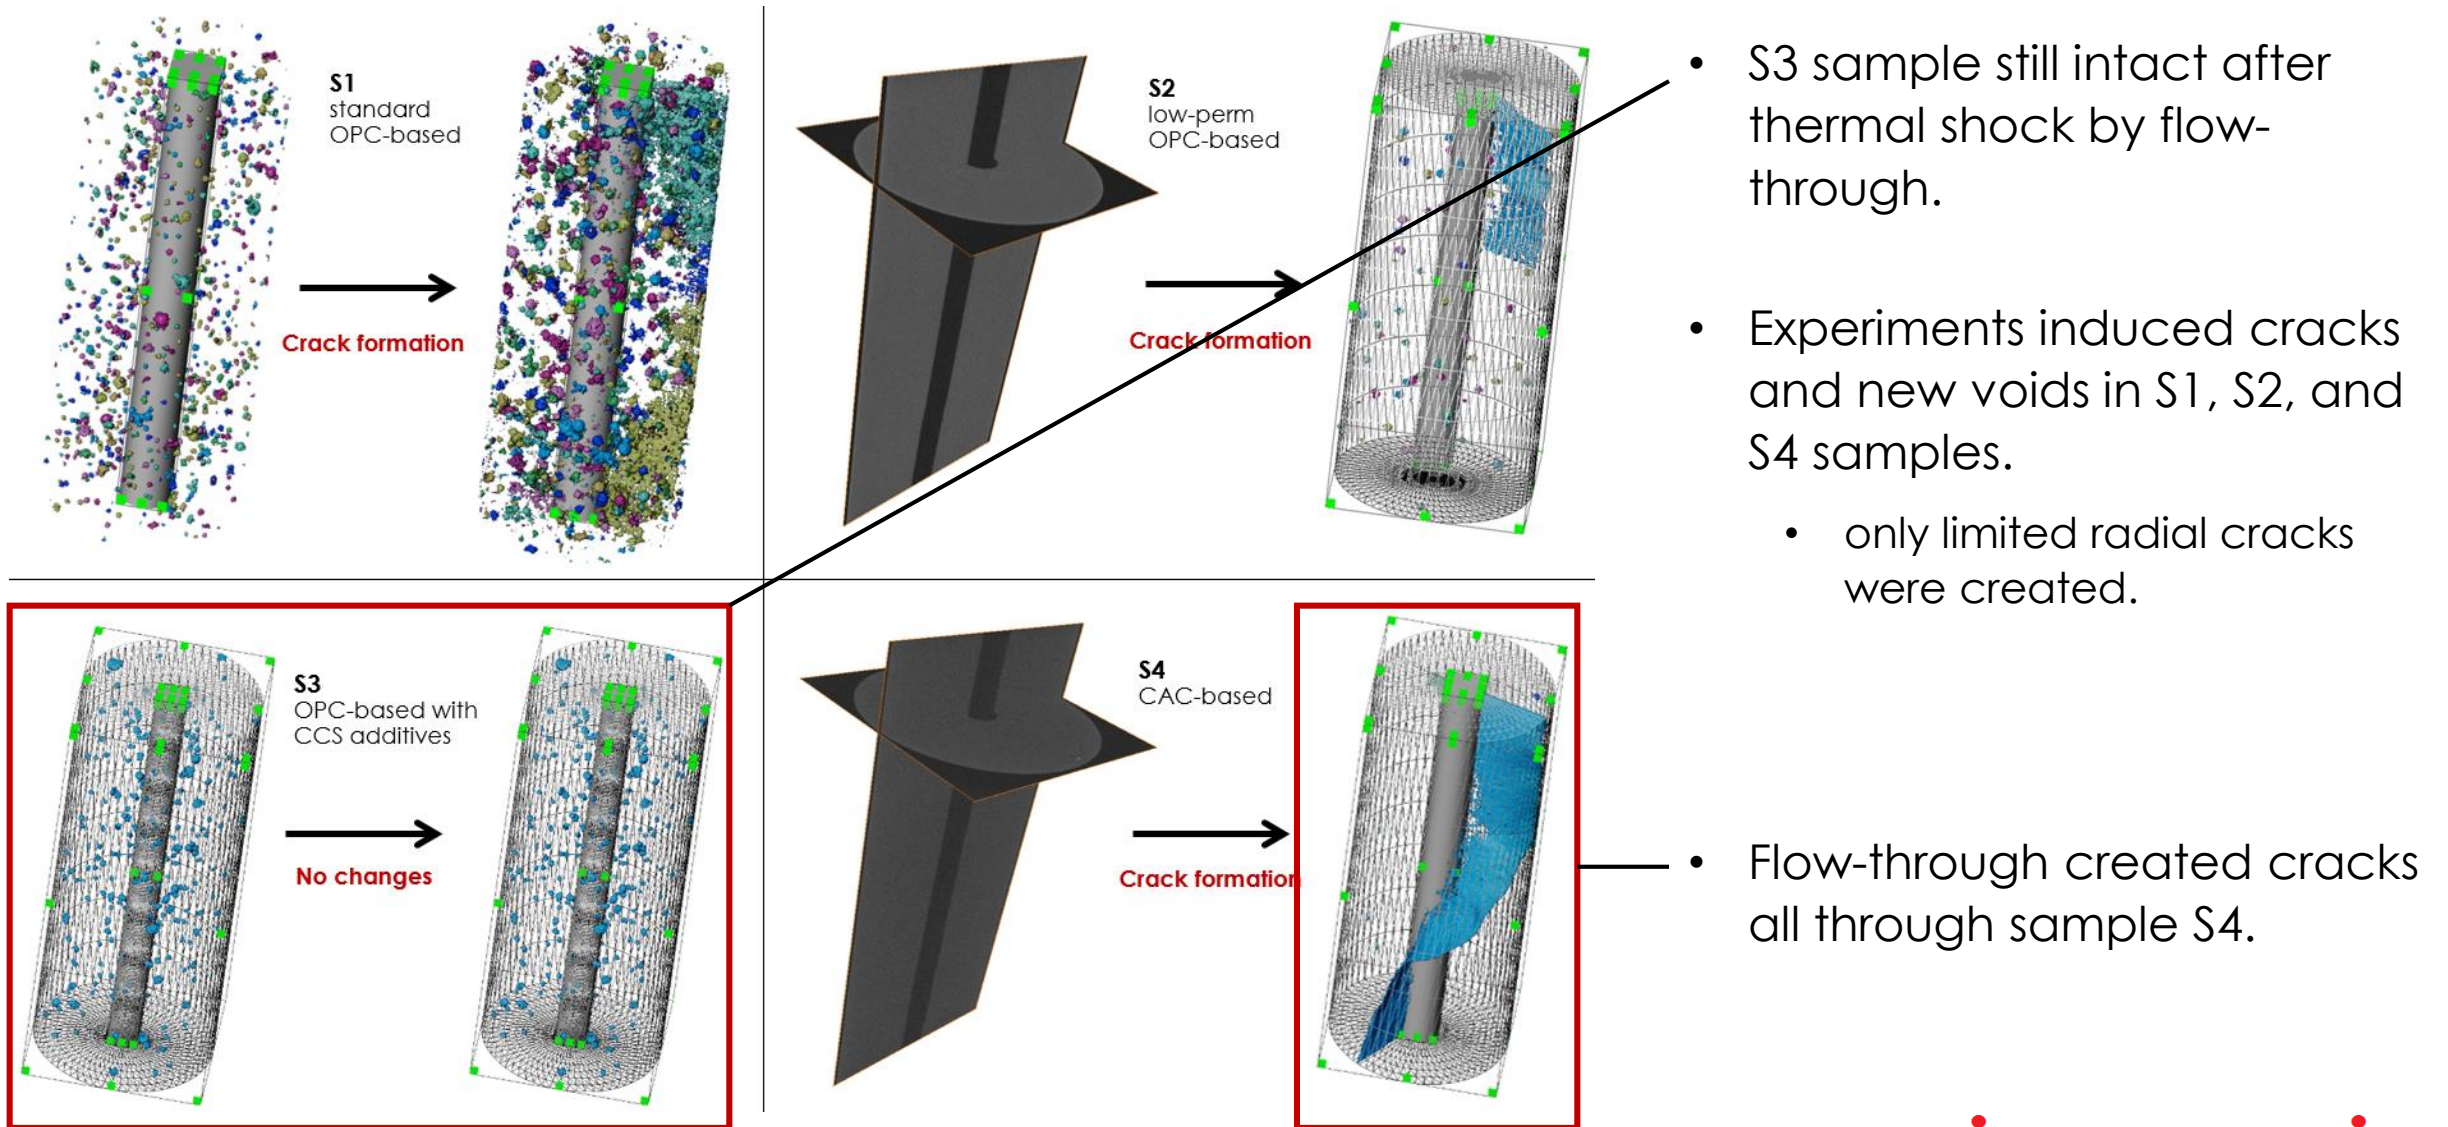 S1
standard
OPC-based
Crack formation
S2
low-perm
OPC-based
Crack formation
S3
OPC-based with
CCS additives
No changes
S4
CAC-based
Crack formation
• S3 sample still intact after
thermal shock by flow-
through.
• Experiments induced cracks
and new voids in S1, S2, and
S4 samples.
• only limited radial cracks
were created.
• Flow-through created cracks
all through sample S4.